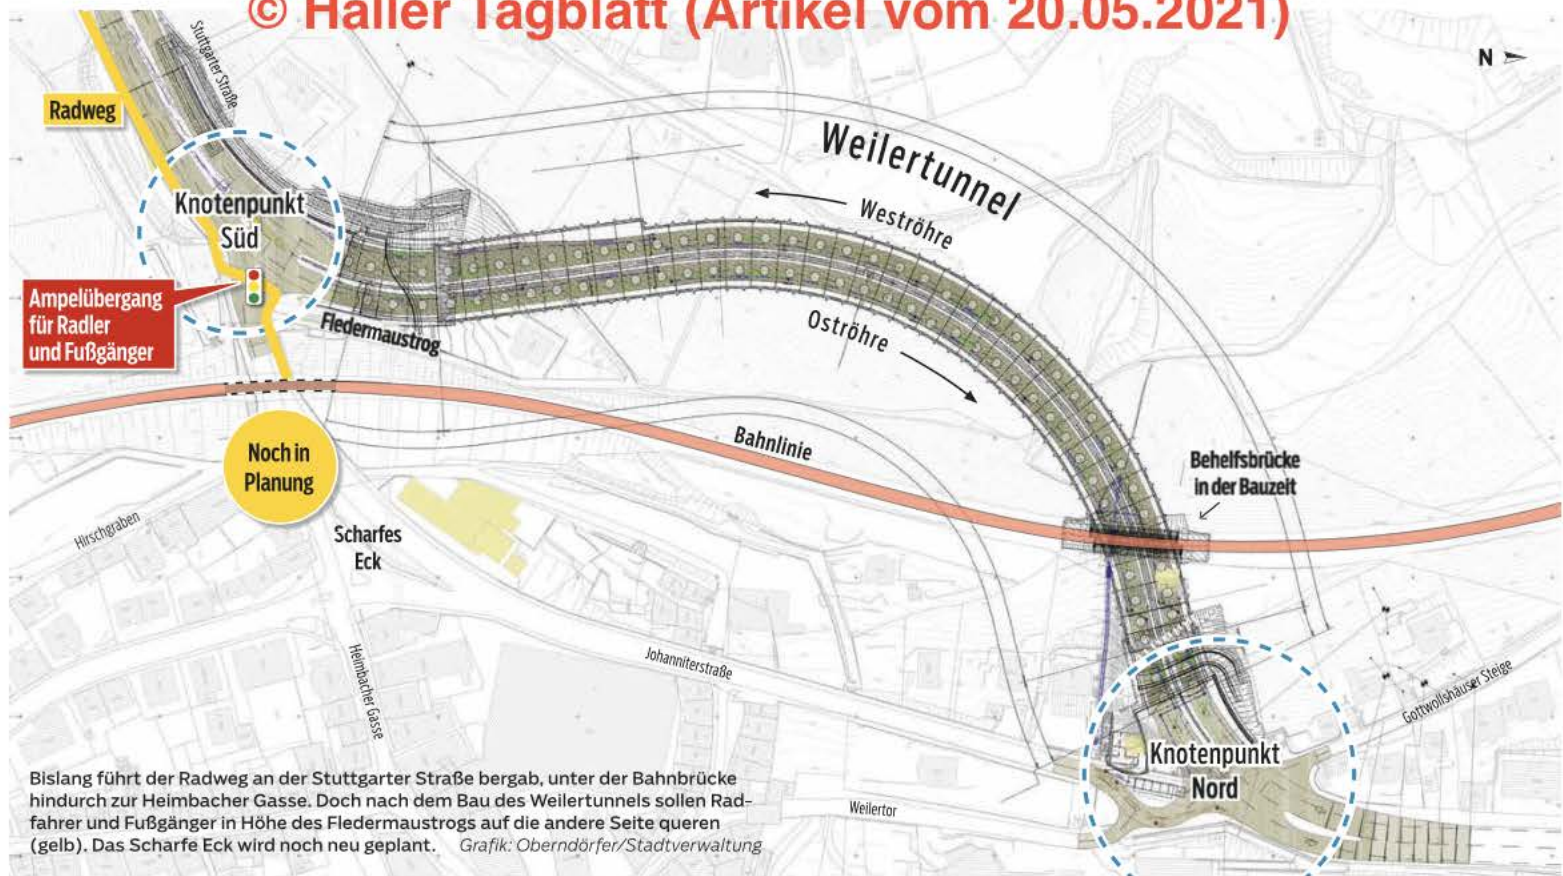 © Haller Tagblatt (Artikel vom 20.05.2021)
N
Stuttgarter Straße
Radweg
Weilertunnel
Weströhre
Knotenpunkt
Süd
Ampelübergang
für Radler
und Fußgänger
Fledermaustrog
Oströhre
Bahnlinie
Noch in
Planung
Behelfsbrücke
in der Bauzeit
Hirschgraben
Scharfes
Eck
Heimbacher Gasse
Johanniterstraße
Gottwollshäuser Steige
Knotenpunkt
Nord
Weilertor
Bislang führt der Radweg an der Stuttgarter Straße bergab, unter der Bahnbrücke
hindurch zur Heimbacher Gasse. Doch nach dem Bau des Weilertunnels sollen Rad-
fahrer und Fußgänger in Höhe des Fledermaustrogs auf die andere Seite queren
(gelb). Das Scharfe Eck wird noch neu geplant. Grafik: Oberndörfer/Stadtverwaltung